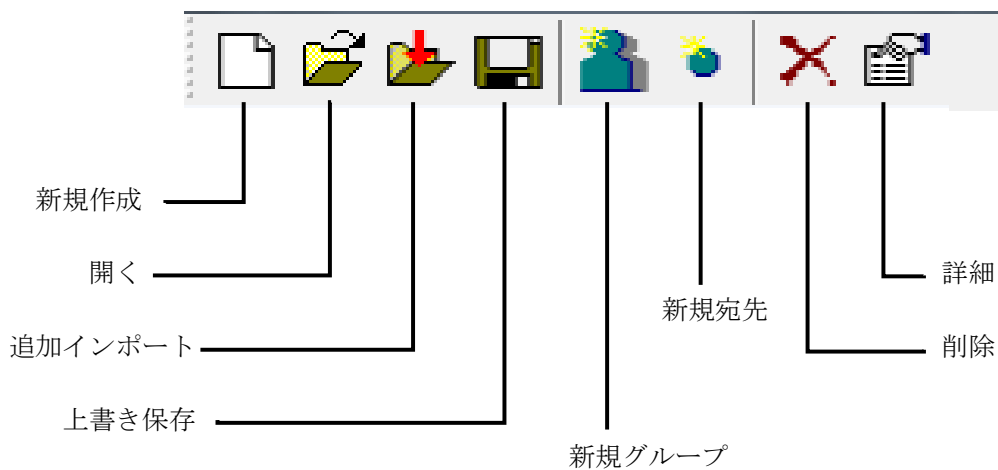 新規作成
開く
追加インポート
上書き保存
新規グループ
新規宛先
削除
詳細